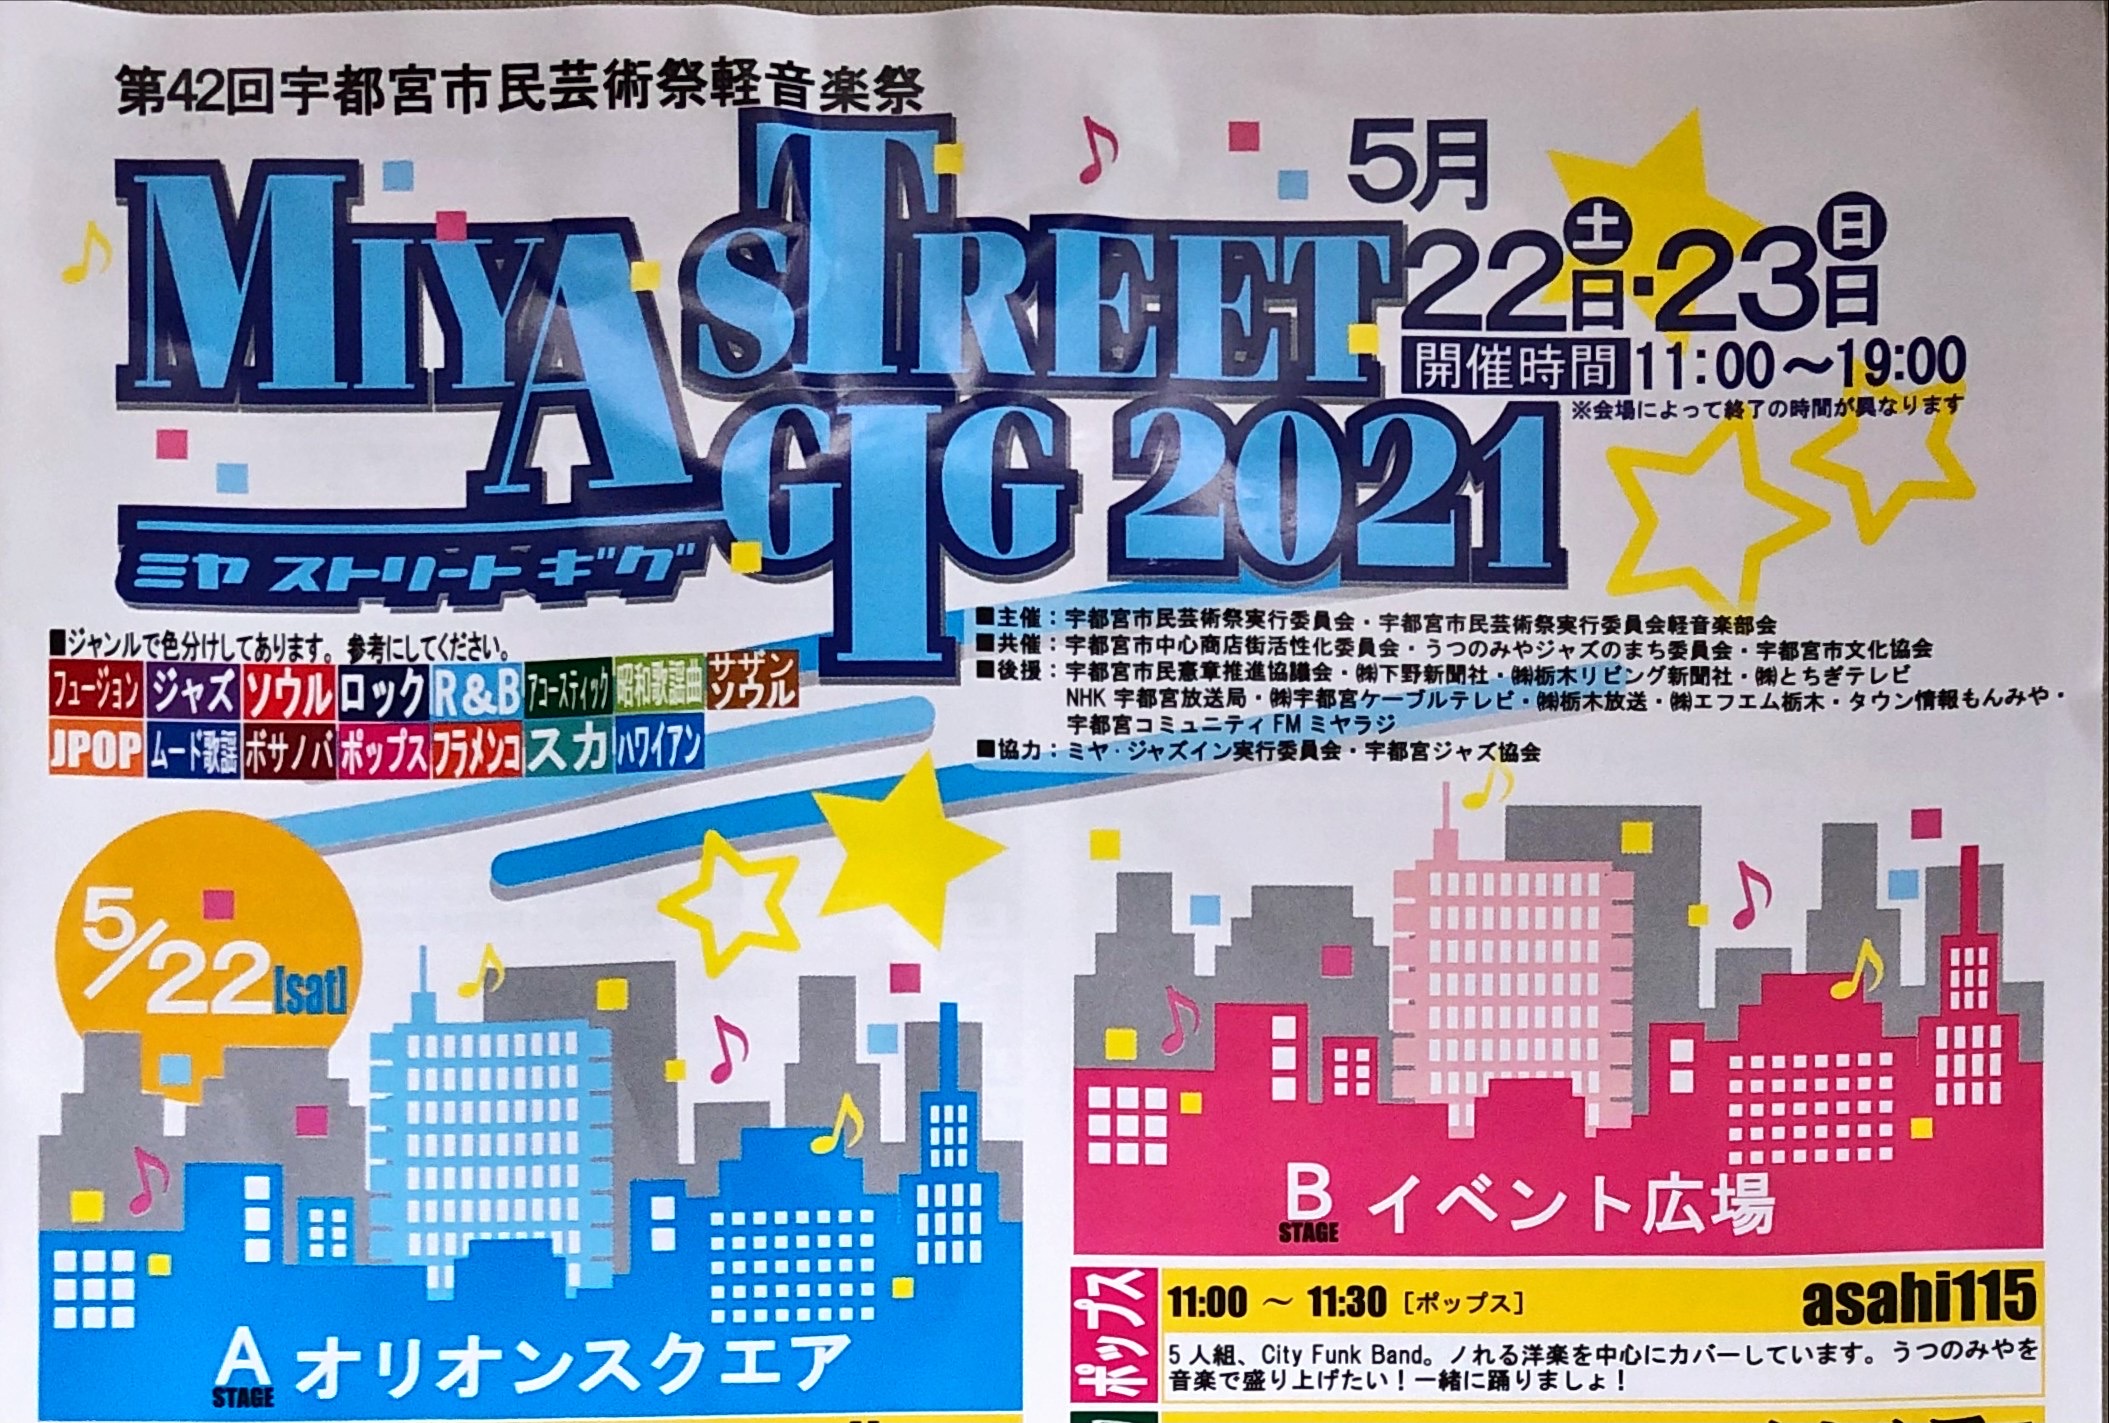 第42回宇都宮市民芸術祭軽音楽祭
MIYA STREET
GIG 2021
ミヤ ストリート ギグ
5月
22日・23日
土 日
開催時間 11:00～19:00
※会場によって終了の時間が異なります
■主催：宇都宮市民芸術祭実行委員会・宇都宮市民芸術祭実行委員会軽音楽部会
■共催：宇都宮市中心商店街活性化委員会・うつのみやジャズのまち委員会・宇都宮市文化協会
■後援：宇都宮市民憲章推進協議会・㈱下野新聞社・㈱栃木リビング新聞社・㈱とちぎテレビ
NHK 宇都宮放送局・㈱宇都宮ケーブルテレビ・㈱栃木放送・㈱エフエム栃木・タウン情報もんみや・
宇都宮コミュニティFM ミヤラジ
■協力：ミヤ・ジャズイン実行委員会・宇都宮ジャズ協会
■ジャンルで色分けしてあります。参考にしてください。
フュージョン ジャズ ソウル ロック R&B アコースティック 昭和歌謡曲 サザンソウル
JPOP ムード歌謡 ボサノバ ポップス フラメンコ スカ ハワイアン
5/22[sat]
A STAGE オリオンスクエア
B STAGE イベント広場
ポップス
11:00 ～ 11:30 [ポップス] asahi115
5人組、City Funk Band。ノれる洋楽を中心にカバーしています。うつのみやを
音楽で盛り上げたい！一緒に踊りましょ！